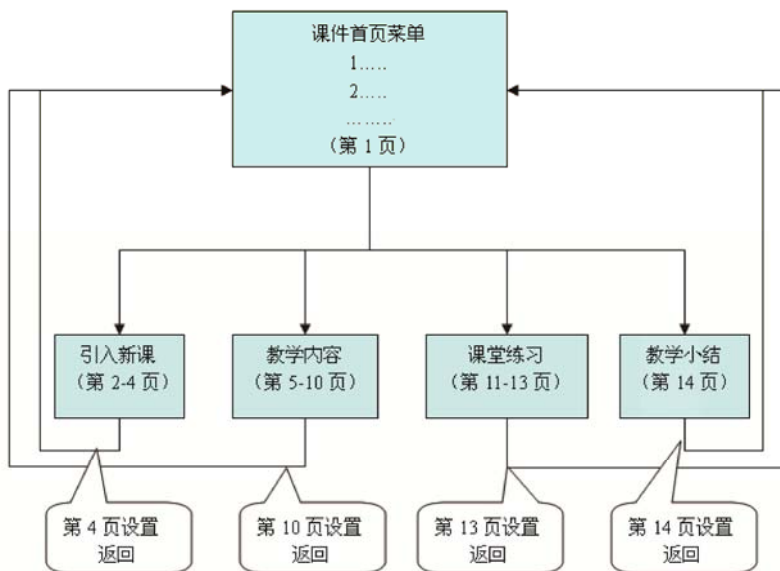 课件首页菜单
1…..
2…..
……..
（第 1 页）
引入新课
（第 2-4 页）
教学内容
（第 5-10 页）
课堂练习
（第 11-13 页）
教学小结
（第 14 页）
第 4 页设置
返回
第 10 页设置
返回
第 13 页设置
返回
第 14 页设置
返回